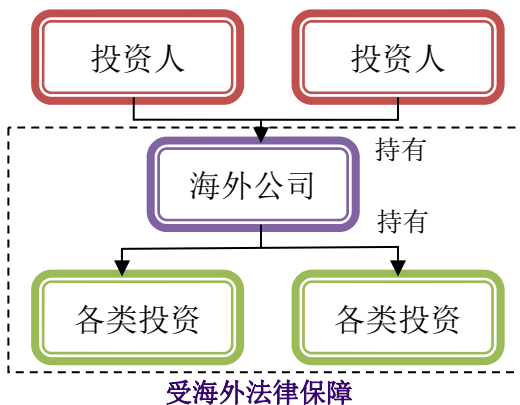 投资人
投资人
持有
海外公司
持有
各类投资
各类投资
受海外法律保障